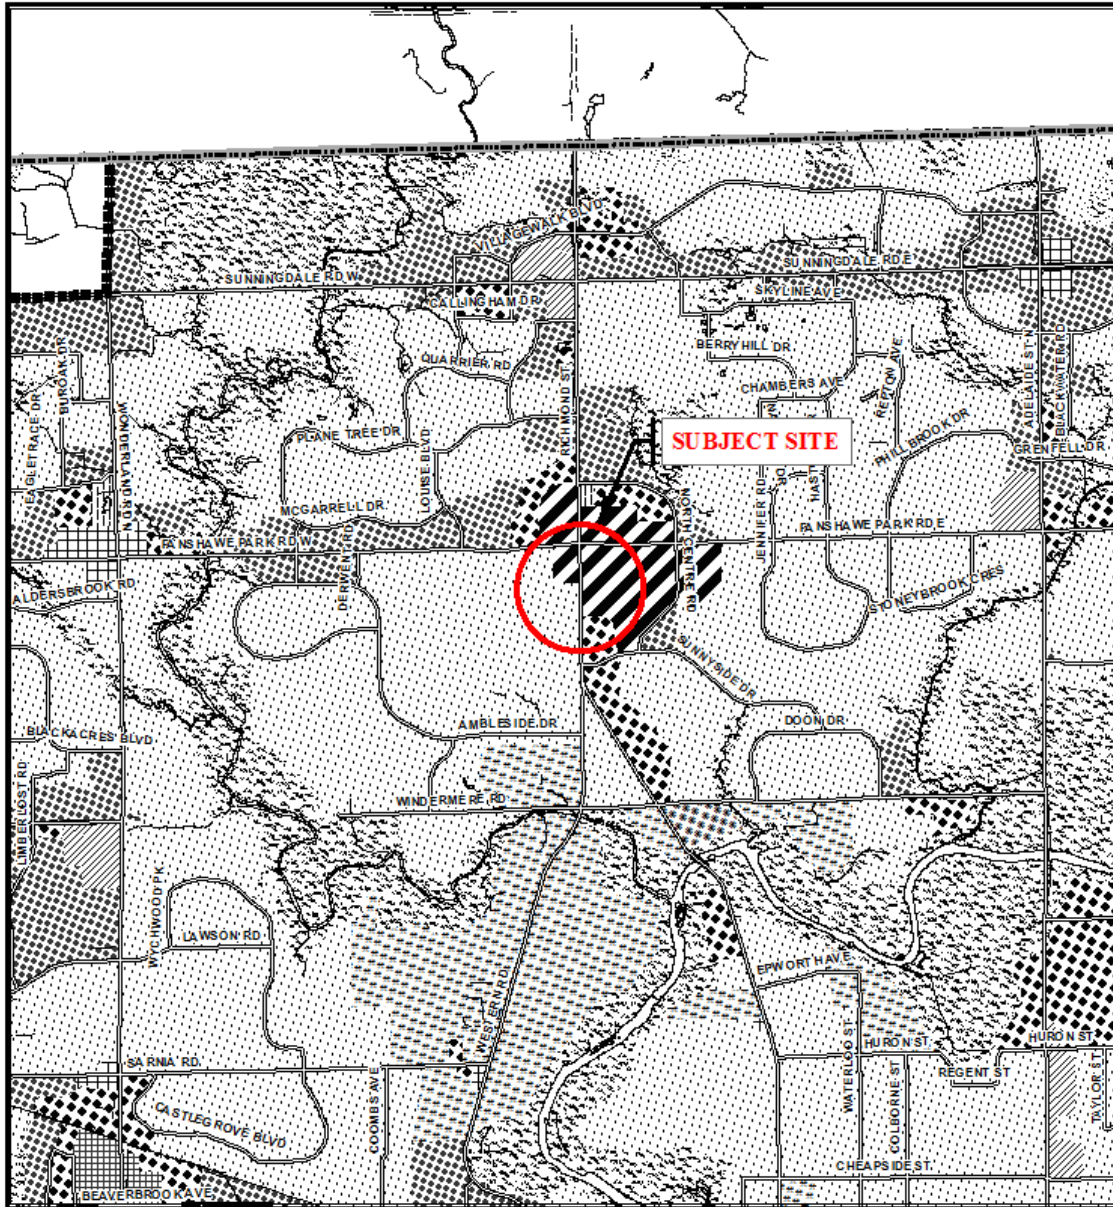 VILLAGEWALK BLVD
SUNNINGDALE RD W
SUNNINGDALE RD E
CALLINGHAM DR
SKYLINE AVE
BERRYHILL DR
QUARRIER RD
CHAMBERS AVE
BUROAK DR
EAGLETRACE DR
WONDERLAND RD N
RICHMOND ST
REPTON AVE
ADELAIDE ST N
BLACKWATER RD
PLANE TREE DR
LOUISE BLVD
SUBJECT SITE
PHILLBROOK DR
GRENFELL DR
MCGARRELL DR
NORTH CENTRE RD
JENNIFER RD
DR
HAST
FANSHAWE PARK RD W
FANSHAWE PARK RD E
DERWENT RD
ALDERSBROOK RD
STONEYBROOK CRES
SUNNYSIDE DR
AMBLESIDE DR
DOON DR
BLACKACRES BLVD
LIMBERLOST RD
WINDERMERE RD
WYCHWOOD PK
LAWSON RD
EPWORTH AVE
WESTERN RD
HURON ST
HURON ST
SARNIA RD
REGENT ST
COOMBS AVE
WATERLOO ST
COLBORNE ST
TAYLOR ST
CASTLEGROVE BLVD
CHEAPSIDE ST
BEAVERBROOK AVE